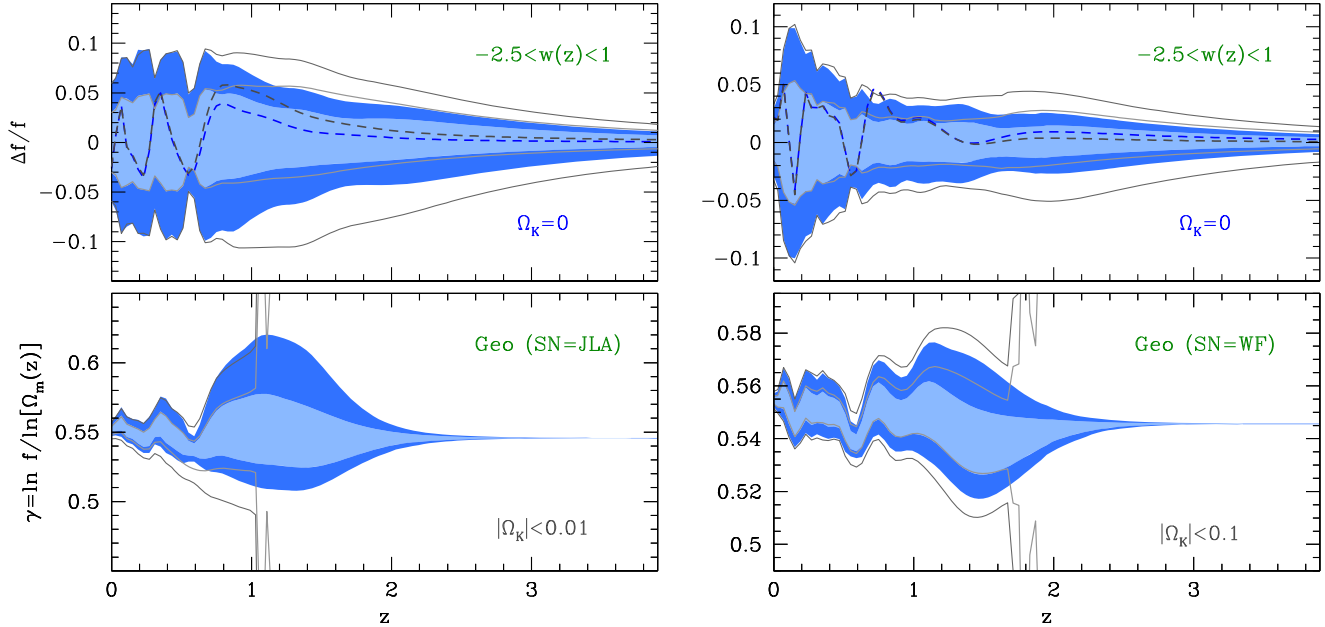 0.1
0.05
0
−0.05
−0.1
Δf/f
−2.5<w(z)<1
Ω_K=0
0.1
0.05
0
−0.05
−0.1
−2.5<w(z)<1
Ω_K=0
0.6
0.55
0.5
γ=ln f/ln[Ω_m(z)]
Geo (SN=JLA)
|Ω_K|<0.01
0 1 2 3
z
0.58
0.56
0.54
0.52
0.5
Geo (SN=WF)
|Ω_K|<0.1
0 1 2 3
z